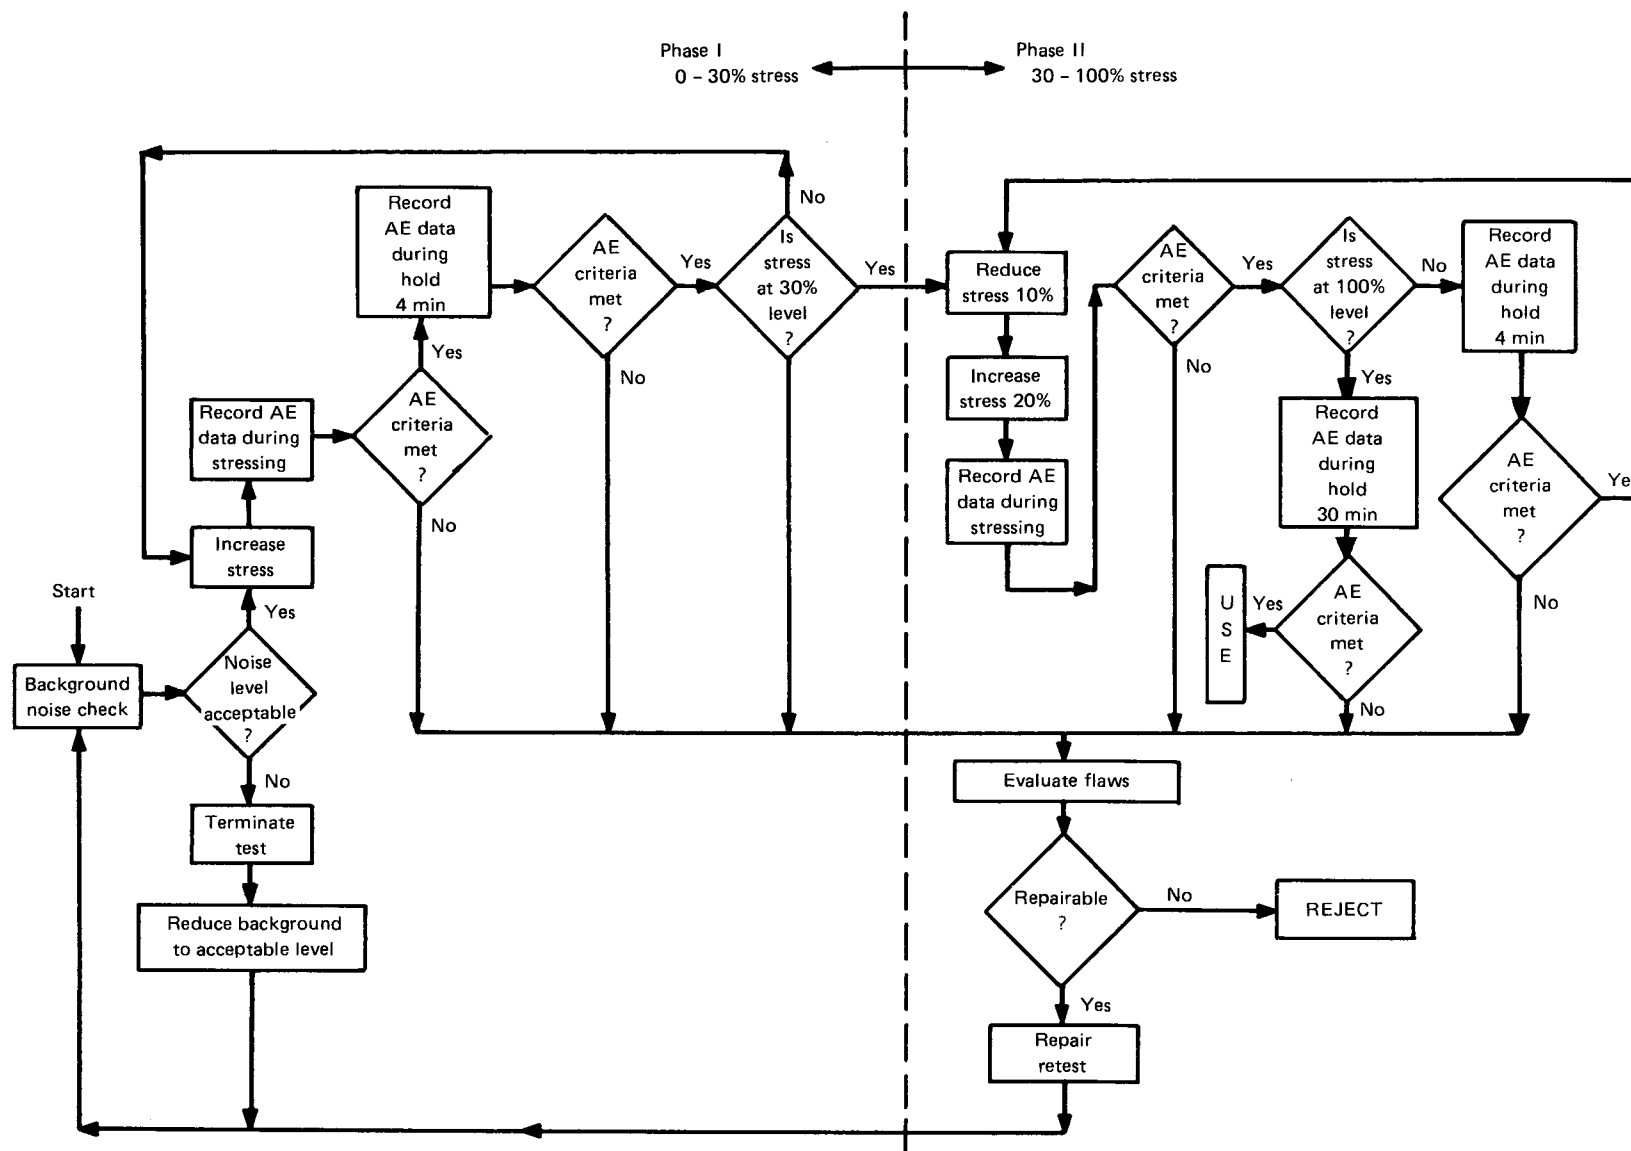 Phase I
0 – 30% stress
Phase II
30 – 100% stress
Start
Background
noise check
Noise
level
acceptable
?
Yes
No
Terminate
test
Reduce background
to acceptable level
Increase
stress
Record AE
data during
stressing
AE
criteria
met
?
Yes
No
Record
AE data
during
hold
4 min
AE
criteria
met
?
Yes
No
Is
stress
at 30%
level
?
No
Yes
Reduce
stress 10%
Increase
stress 20%
Record AE
data during
stressing
AE
criteria
met
?
Yes
No
Is
stress
at 100%
level
?
No
Yes
Record
AE data
during
hold
4 min
AE
criteria
met
?
Ye
No
Record
AE data
during
hold
30 min
AE
criteria
met
?
Yes
No
U
S
E
Evaluate flaws
Repairable
?
No
REJECT
Yes
Repair
retest